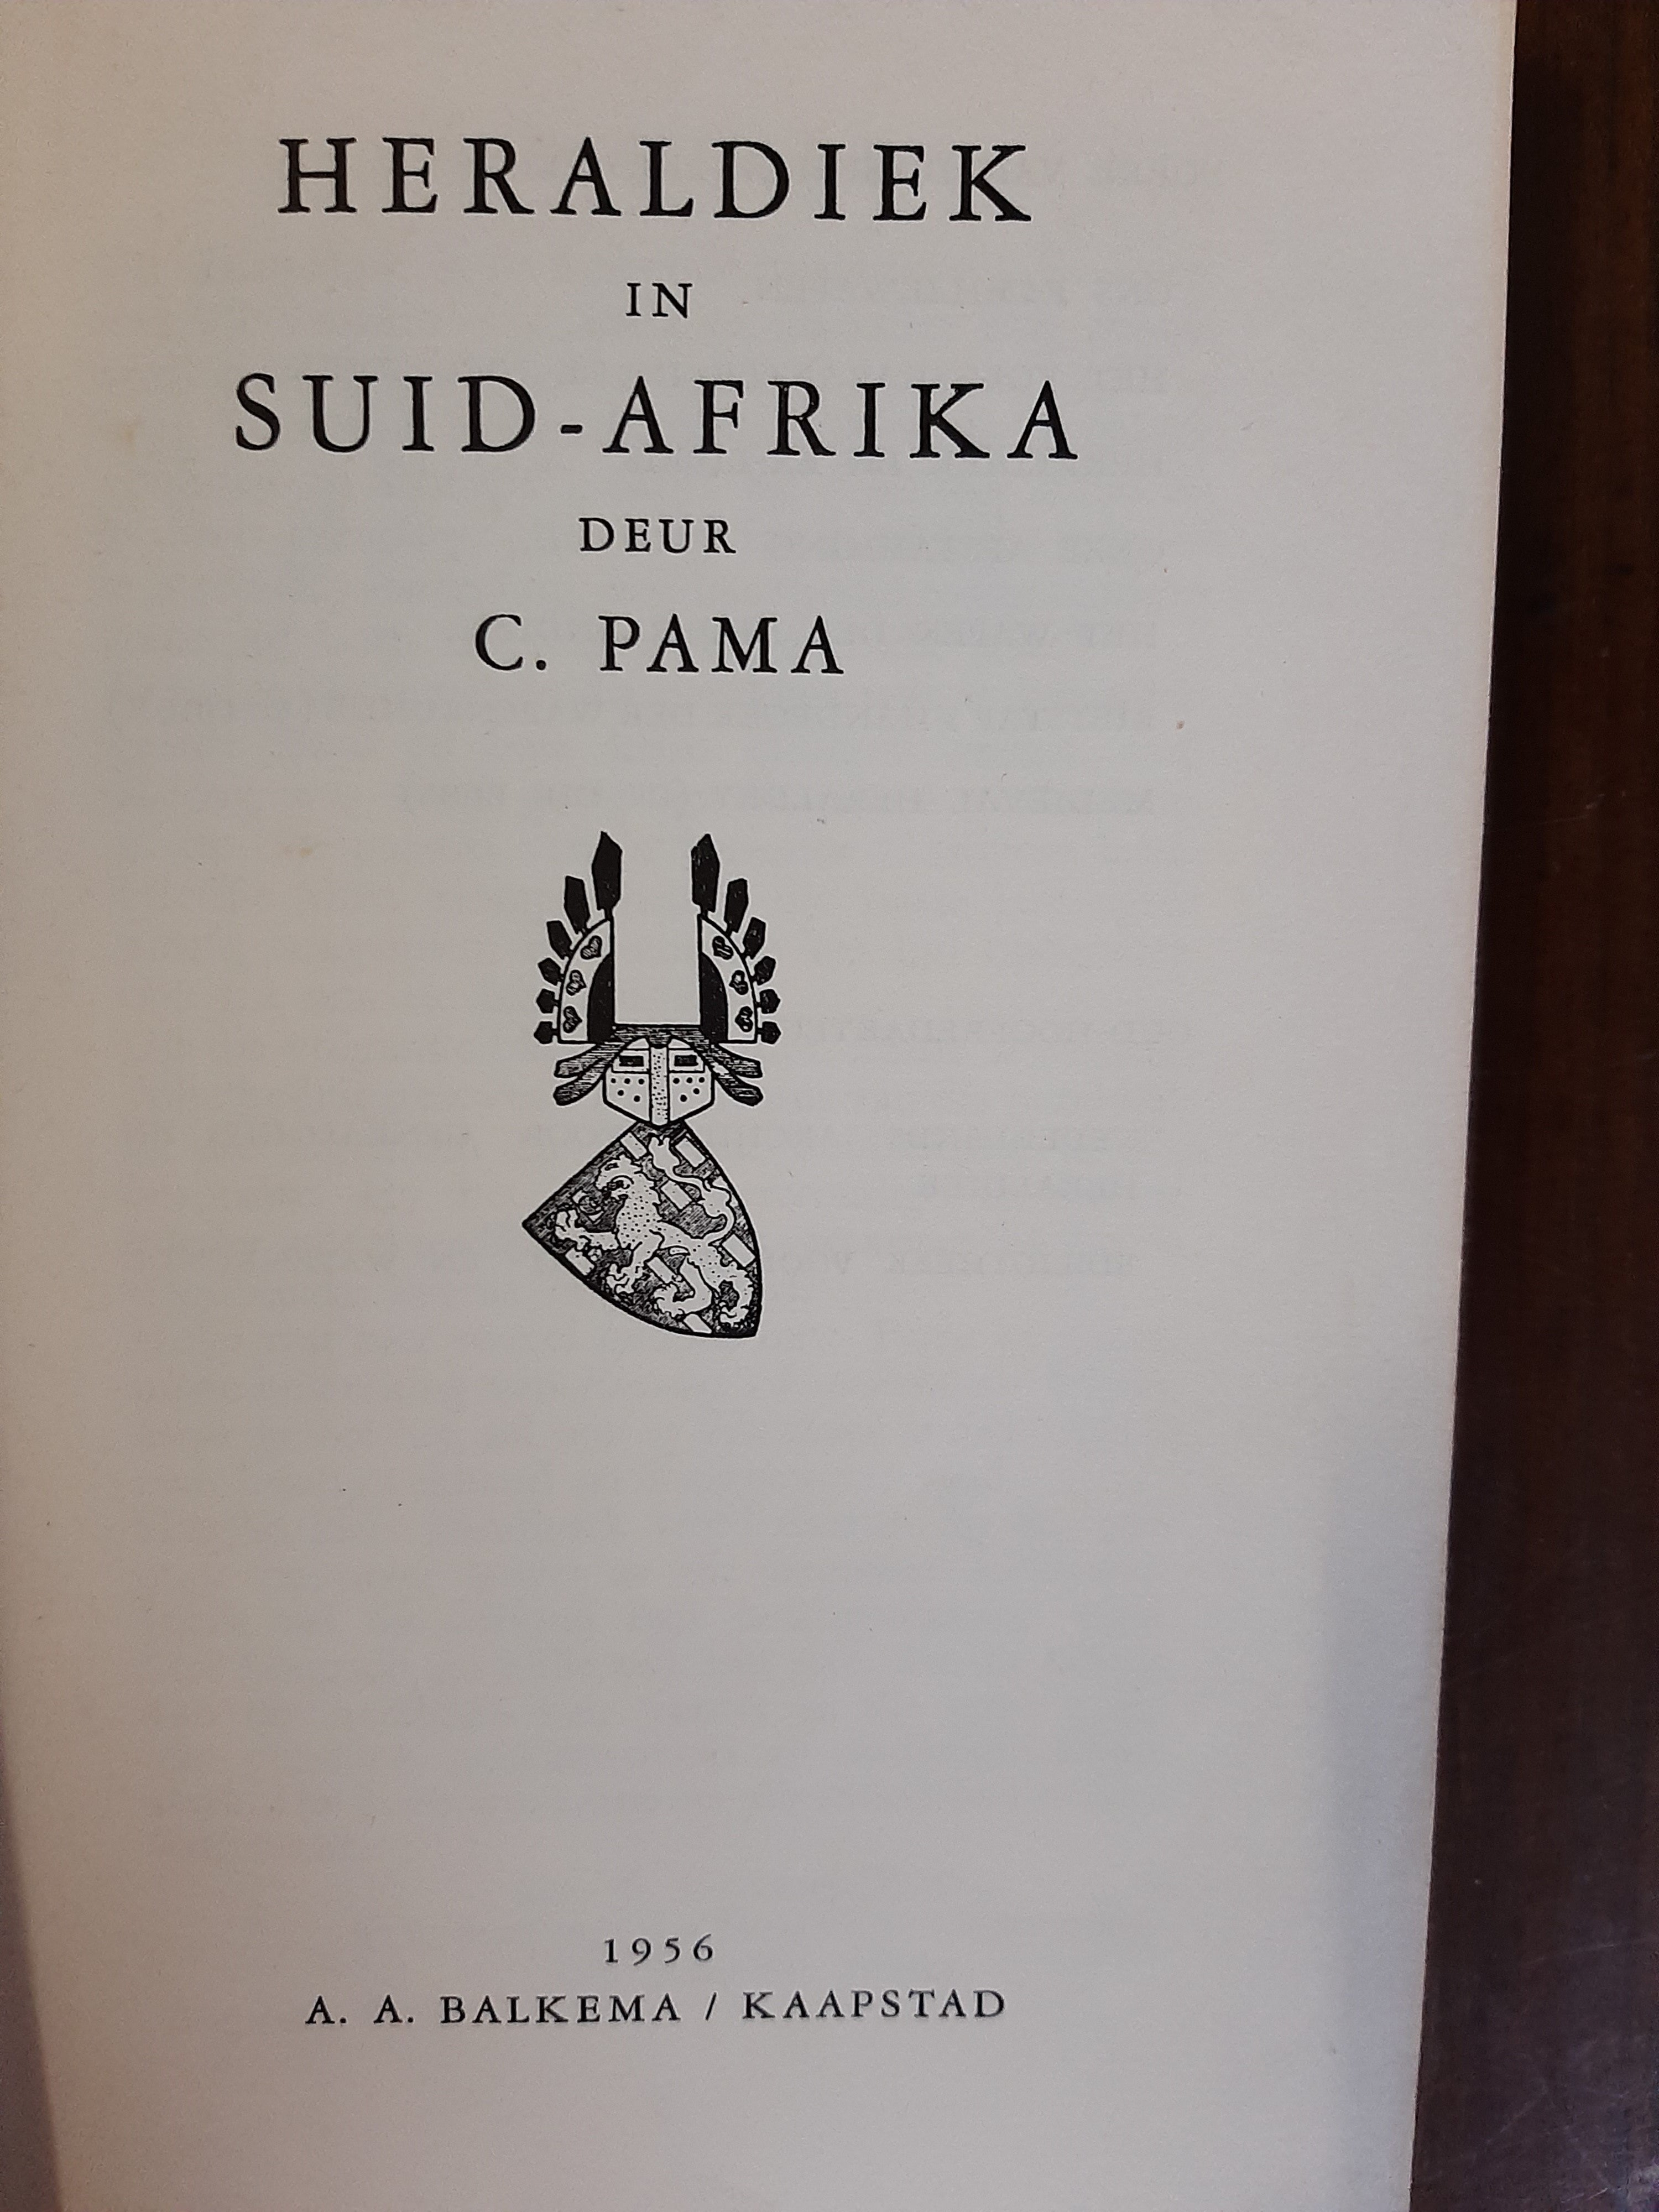 HERALDIEK
IN
SUID-AFRIKA
DEUR
C. PAMA
1956
A. A. BALKEMA / KAAPSTAD